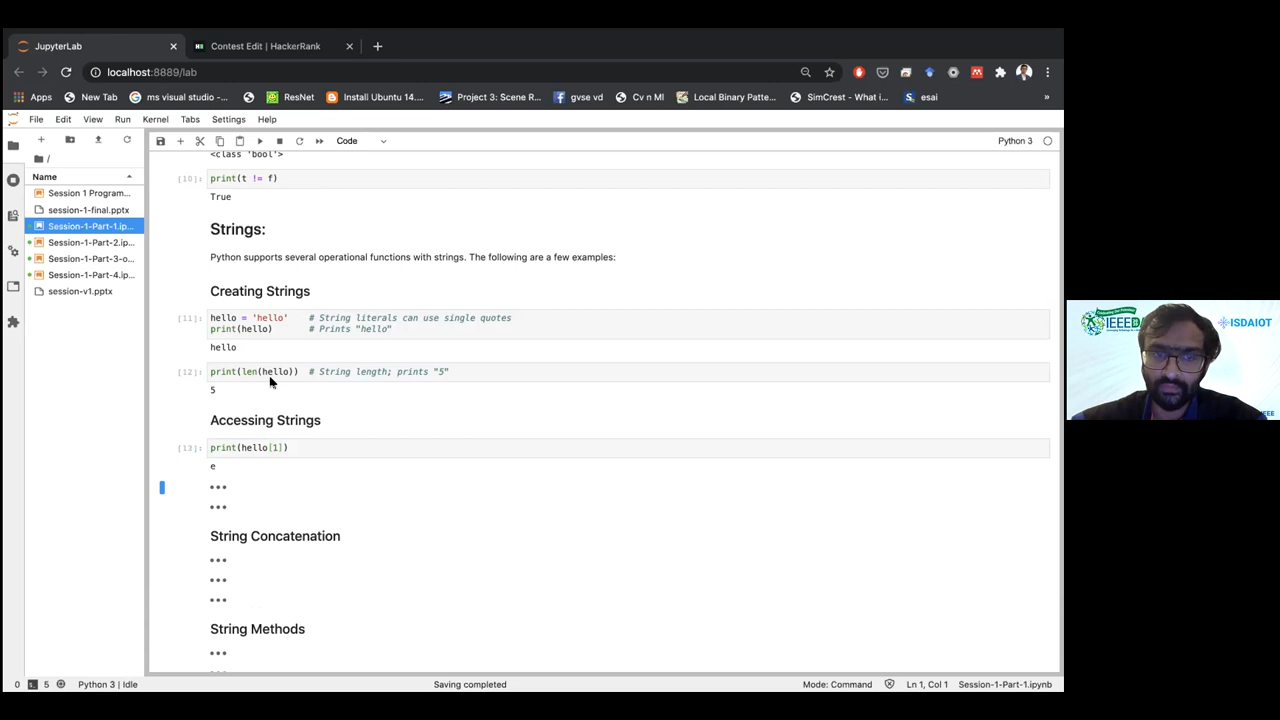 JupyterLab
Contest Edit | HackerRank
localhost:8889/lab
Apps New Tab ms visual studio -... ResNet Install Ubuntu 14.... Project 3: Scene R... gvse vd Cv n Ml Local Binary Patte... SimCrest - What i... esai »
File Edit View Run Kernel Tabs Settings Help
Code
Python 3
/
Name
Session 1 Program...
session-1-final.pptx
Session-1-Part-1.ip...
Session-1-Part-2.ip...
Session-1-Part-3-o...
Session-1-Part-4.ip...
session-v1.pptx
<class 'bool'>
[10]: print(t != f)
True
Strings:
Python supports several operational functions with strings. The following are a few examples:
Creating Strings
[11]: hello = 'hello' # String literals can use single quotes
print(hello) # Prints "hello"
hello
[12]: print(len(hello)) # String length; prints "5"
5
Accessing Strings
[13]: print(hello[1])
e
String Concatenation
String Methods
IEEE
ISDAIOT
IEEE
0 5 Python 3 | Idle Saving completed Mode: Command Ln 1, Col 1 Session-1-Part-1.ipynb